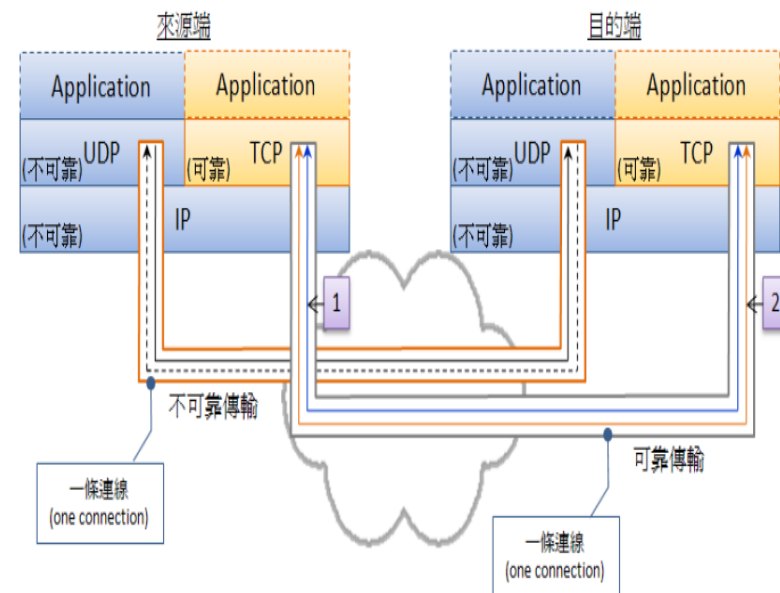 來源端
目的端
Application
Application
Application
Application
(不可靠) UDP
(可靠) TCP
(不可靠) UDP
(可靠) TCP
(不可靠) IP
(不可靠) IP
1
2
不可靠傳輸
可靠傳輸
一條連線
(one connection)
一條連線
(one connection)